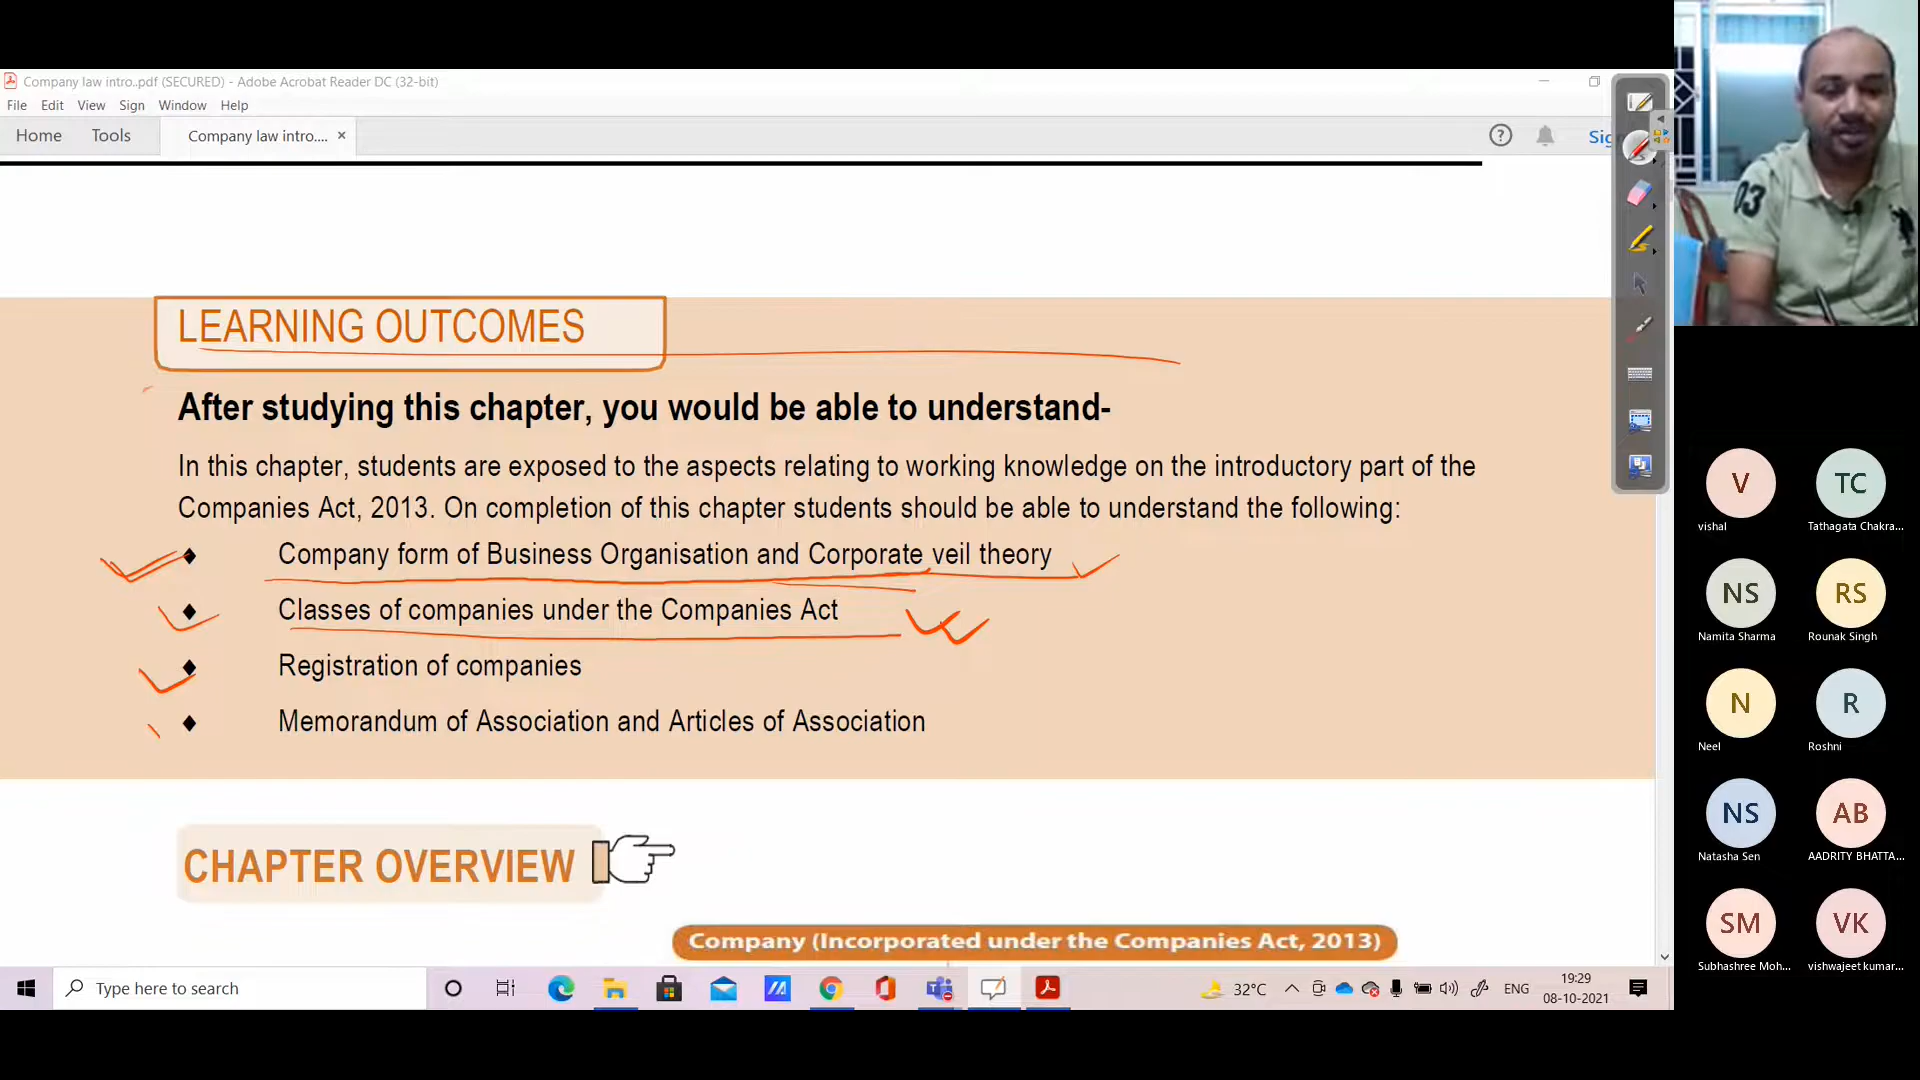 Company law intro..pdf (SECURED) - Adobe Acrobat Reader DC (32-bit)
File Edit View Sign Window Help
Home Tools Company law intro.... × Sig
LEARNING OUTCOMES
After studying this chapter, you would be able to understand-
In this chapter, students are exposed to the aspects relating to working knowledge on the introductory part of the
Companies Act, 2013. On completion of this chapter students should be able to understand the following:
♦ Company form of Business Organisation and Corporate veil theory
♦ Classes of companies under the Companies Act
♦ Registration of companies
♦ Memorandum of Association and Articles of Association
CHAPTER OVERVIEW
Company (Incorporated under the Companies Act, 2013)
Type here to search
32°C ENG
19:29
08-10-2021
03
V TC
vishal Tathagata Chakra...
NS RS
Namita Sharma Rounak Singh
N R
Neel Roshni
NS AB
Natasha Sen AADRITY BHATTA...
SM VK
Subhashree Moh... vishwajeet kumar...